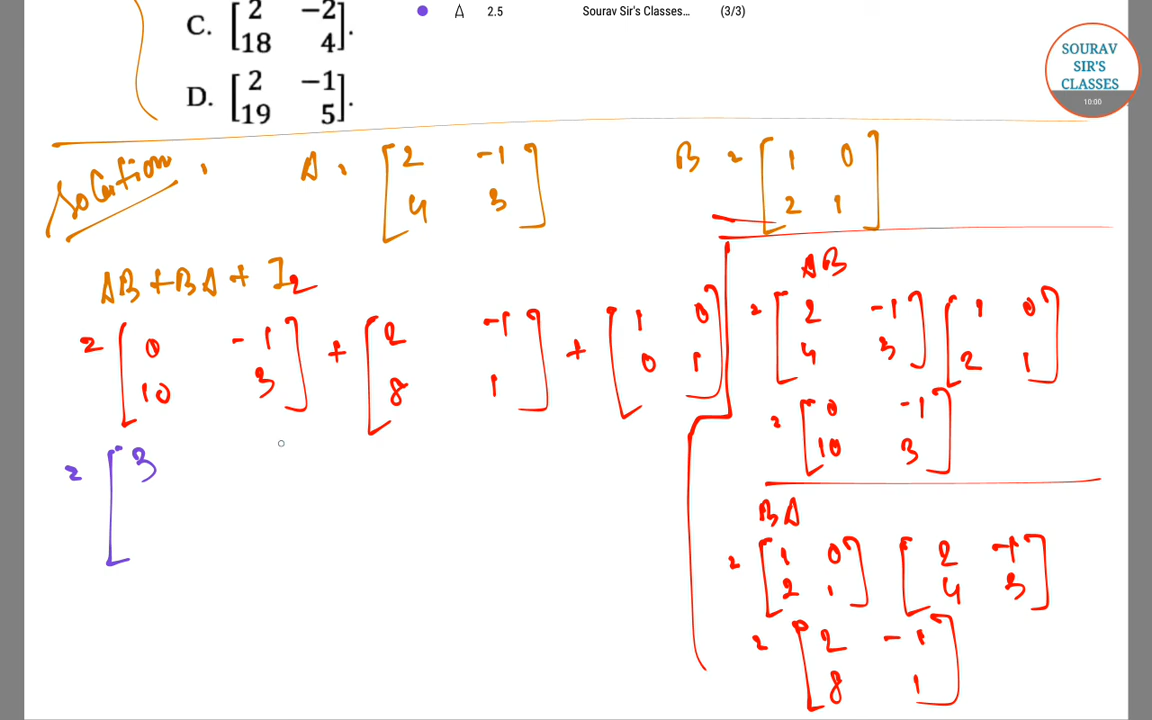 C. [2 -2
18 4].
D. [2 -1
19 5].
A 2.5 Sourav Sir's Classes... (3/3)
SOURAV
SIR'S
CLASSES
10:00
Solution,
A = [2 -1
4 3]
B = [1 0
2 1]
AB + BA + I2
= [0 -1
10 3] + [2 -1
8 1] + [1 0
0 1]
= [3
AB
= [2 -1
4 3] [1 0
2 1]
= [0 -1
10 3]
BA
= [1 0
2 1] [2 -1
4 3]
= [2 -1
8 1]